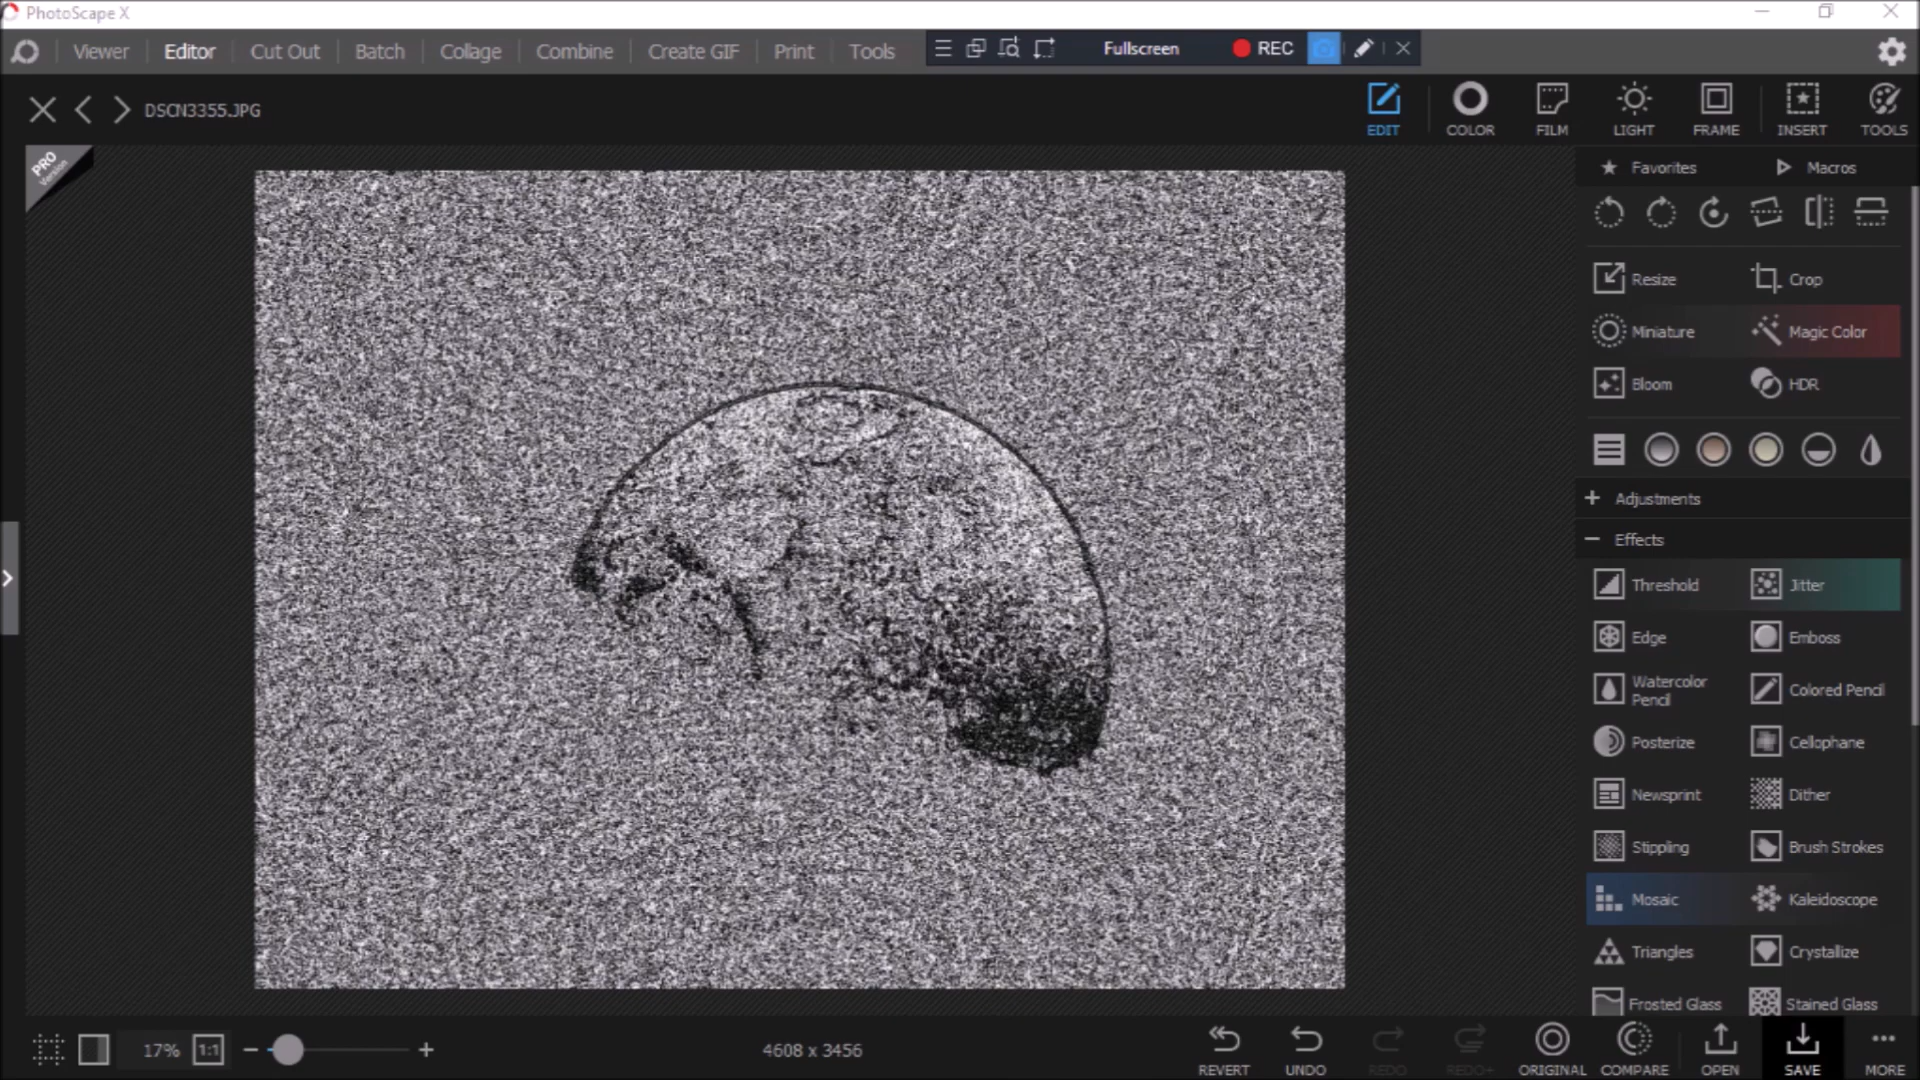 PhotoScape X
Viewer Editor Cut Out Batch Collage Combine Create GIF Print Tools
Fullscreen REC
DSCN3355.JPG
EDIT COLOR FILM LIGHT FRAME INSERT TOOLS
PRO
Version
Favorites Macros
Resize Crop
Miniature Magic Color
Bloom HDR
+ Adjustments
− Effects
Threshold Jitter
Edge Emboss
Watercolor
Pencil
Colored Pencil
Posterize Cellophane
Newsprint Dither
Stippling Brush Strokes
Mosaic Kaleidoscope
Triangles Crystallize
Frosted Glass Stained Glass
17% 1:1 − + 4608 x 3456
REVERT UNDO REDO REDO+ ORIGINAL COMPARE OPEN SAVE MORE